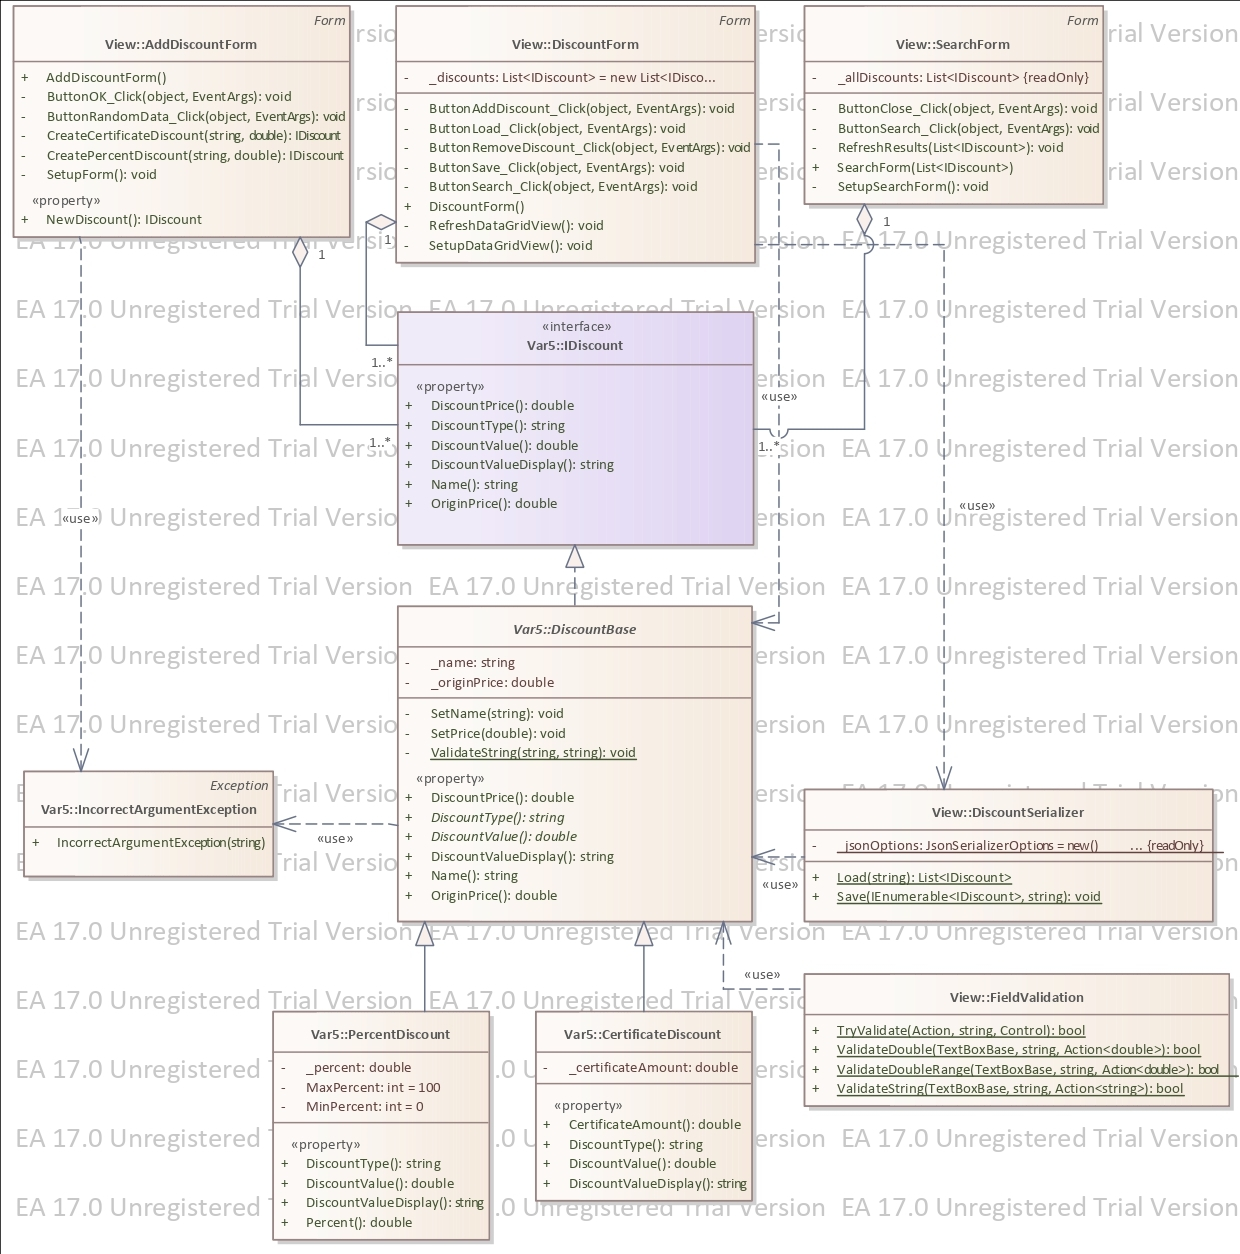 Form
View::AddDiscountForm
+ AddDiscountForm()
- ButtonOK_Click(object, EventArgs): void
- ButtonRandomData_Click(object, EventArgs): void
- CreateCertificateDiscount(string, double): IDiscount
- CreatePercentDiscount(string, double): IDiscount
- SetupForm(): void
«property»
+ NewDiscount(): IDiscount
Form
View::DiscountForm
- _discounts: List<IDiscount> = new List<IDisco...
- ButtonAddDiscount_Click(object, EventArgs): void
- ButtonLoad_Click(object, EventArgs): void
- ButtonRemoveDiscount_Click(object, EventArgs): void
- ButtonSave_Click(object, EventArgs): void
- ButtonSearch_Click(object, EventArgs): void
+ DiscountForm()
- RefreshDataGridView(): void
- SetupDataGridView(): void
Form
View::SearchForm
- _allDiscounts: List<IDiscount> {readOnly}
- ButtonClose_Click(object, EventArgs): void
- ButtonSearch_Click(object, EventArgs): void
- RefreshResults(List<IDiscount>): void
+ SearchForm(List<IDiscount>)
- SetupSearchForm(): void
1
1
1
«interface»
Var5::IDiscount
«property»
+ DiscountPrice(): double
+ DiscountType(): string
+ DiscountValue(): double
+ DiscountValueDisplay(): string
+ Name(): string
+ OriginPrice(): double
1..*
1..*
1..*
«use»
«use»
«use»
Var5::DiscountBase
- _name: string
- _originPrice: double
- SetName(string): void
- SetPrice(double): void
- ValidateString(string, string): void
«property»
+ DiscountPrice(): double
+ DiscountType(): string
+ DiscountValue(): double
+ DiscountValueDisplay(): string
+ Name(): string
+ OriginPrice(): double
Exception
Var5::IncorrectArgumentException
+ IncorrectArgumentException(string)
«use»
View::DiscountSerializer
- _jsonOptions: JsonSerializerOptions = new() ... {readOnly}
+ Load(string): List<IDiscount>
+ Save(IEnumerable<IDiscount>, string): void
«use»
«use»
View::FieldValidation
+ TryValidate(Action, string, Control): bool
+ ValidateDouble(TextBoxBase, string, Action<double>): bool
+ ValidateDoubleRange(TextBoxBase, string, Action<double>): bool
+ ValidateString(TextBoxBase, string, Action<string>): bool
Var5::PercentDiscount
- _percent: double
- MaxPercent: int = 100
- MinPercent: int = 0
«property»
+ DiscountType(): string
+ DiscountValue(): double
+ DiscountValueDisplay(): string
+ Percent(): double
Var5::CertificateDiscount
- _certificateAmount: double
«property»
+ CertificateAmount(): double
+ DiscountType(): string
+ DiscountValue(): double
+ DiscountValueDisplay(): string
EA 17.0 Unregistered Trial Version